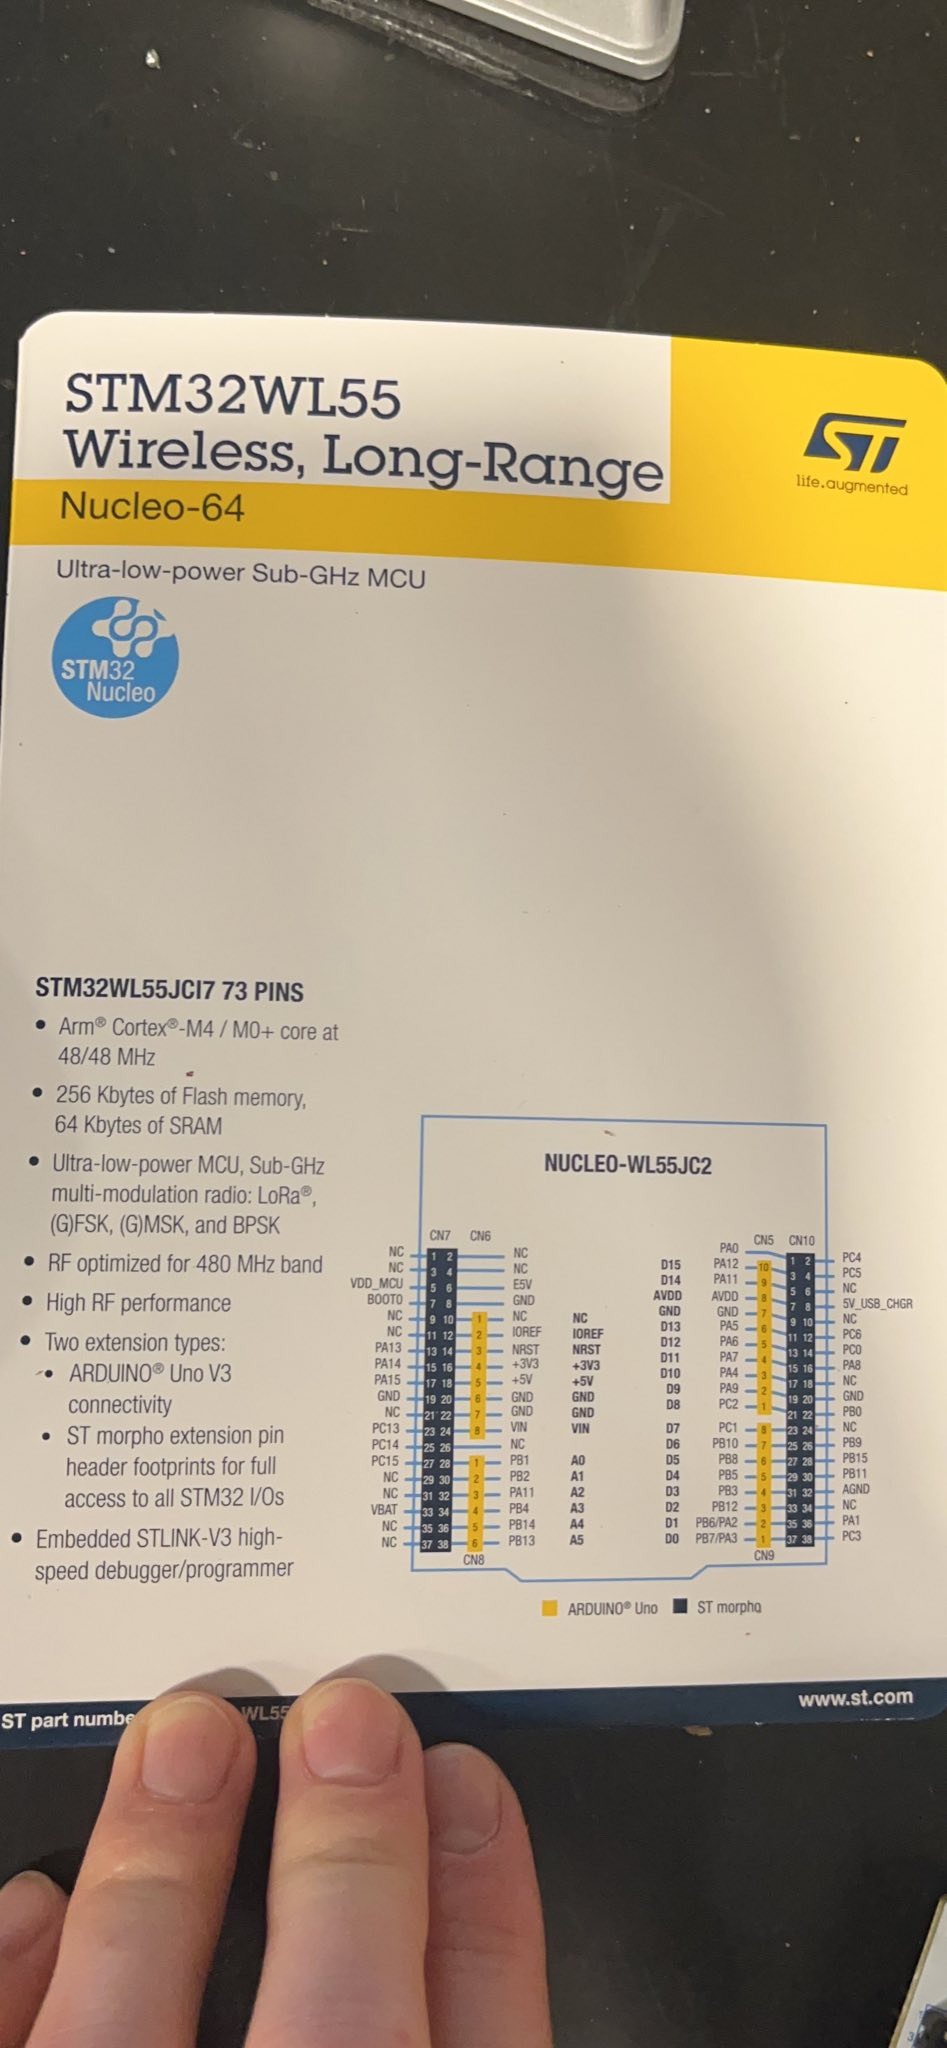 STM32WL55
Wireless, Long-Range
Nucleo-64
ST
life.augmented
Ultra-low-power Sub-GHz MCU
STM32
Nucleo
STM32WL55JCI7 73 PINS
• Arm® Cortex®-M4 / M0+ core at
48/48 MHz
• 256 Kbytes of Flash memory,
64 Kbytes of SRAM
• Ultra-low-power MCU, Sub-GHz
multi-modulation radio: LoRa®,
(G)FSK, (G)MSK, and BPSK
• RF optimized for 480 MHz band
• High RF performance
• Two extension types:
• ARDUINO® Uno V3
connectivity
• ST morpho extension pin
header footprints for full
access to all STM32 I/Os
• Embedded STLINK-V3 high-
speed debugger/programmer
NUCLEO-WL55JC2
CN7 CN6 CN5 CN10
NC 1 2 NC PA0 1 2 PC4
NC 3 4 NC D15 PA12 10 3 4 PC5
VDD_MCU 5 6 E5V D14 PA11 9 5 6 NC
BOOT0 7 8 GND AVDD AVDD 8 7 8 5V_USB_CHGR
NC 9 10 1 NC NC GND GND 7 9 10 NC
NC 11 12 2 IOREF IOREF D13 PA5 6 11 12 PC6
PA13 13 14 3 NRST NRST D12 PA6 5 13 14 PC0
PA14 15 16 4 +3V3 +3V3 D11 PA7 4 15 16 PA8
PA15 17 18 5 +5V +5V D10 PA4 3 17 18 NC
GND 19 20 6 GND GND D9 PA9 2 19 20 GND
NC 21 22 7 GND GND D8 PC2 1 21 22 PB0
PC13 23 24 8 VIN VIN D7 PC1 8 23 24 NC
PC14 25 26 NC D6 PB10 7 25 26 PB9
PC15 27 28 1 PB1 A0 D5 PB8 6 27 28 PB15
NC 29 30 2 PB2 A1 D4 PB5 5 29 30 PB11
NC 31 32 3 PA11 A2 D3 PB3 4 31 32 AGND
VBAT 33 34 4 PB4 A3 D2 PB12 3 33 34 NC
NC 35 36 5 PB14 A4 D1 PB6/PA2 2 35 36 PA1
NC 37 38 6 PB13 A5 D0 PB7/PA3 1 37 38 PC3
CN8 CN9
ARDUINO® Uno ST morpho
ST part numbe WL55
www.st.com